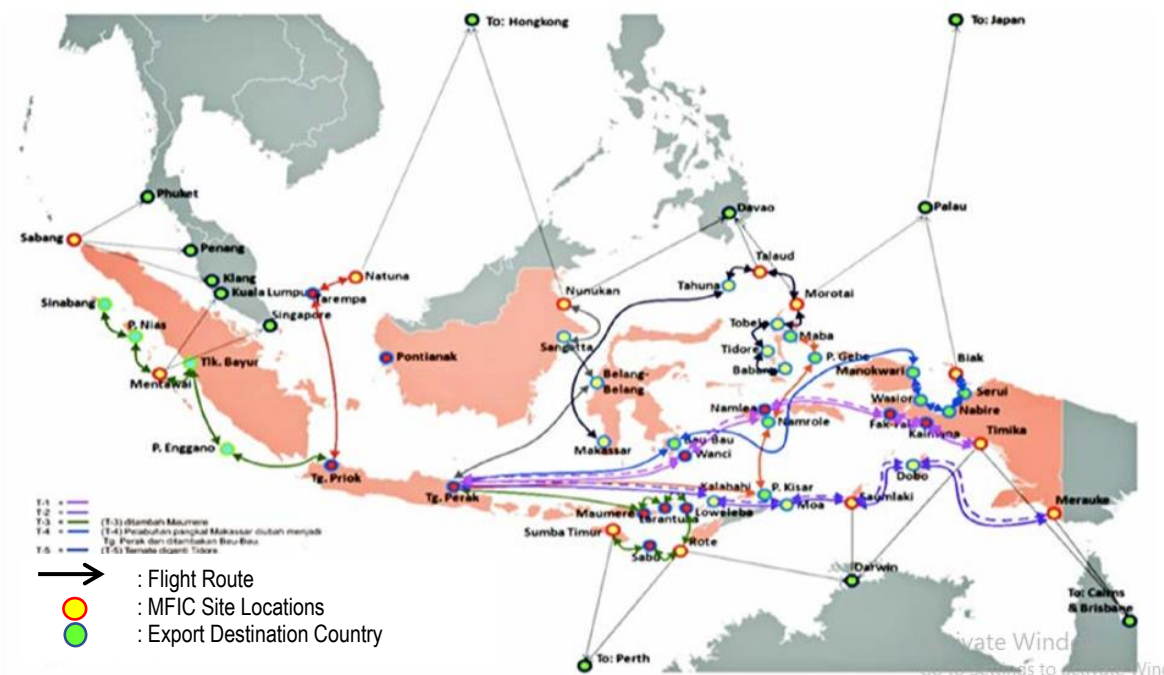 To: Hongkong
To: Japan
Phuket
Davao
Palau
Sabang
Penang
Talaud
Klang
Natuna
Kuala Lumpu
Tarempa
Tahuna
Nunukan
Morotai
Sinabang
Singapore
P. Nias
Tobelo
Maba
Sangatta
Tidore
P. Gebe
Biak
Pontianak
Tlk. Bayur
Mentawai
Belang-
Belang
Manokwari
Serui
Wasior
Nabire
Namlea
Fak-Fak
Kaimana
Namrole
Timika
Bau-Bau
Makassar
Wanci
P. Enggano
Tg. Priok
Dobo
Tg. Perak
Kalabahi
P. Kisar
Moa
Saumlaki
Merauke
Maumere
Larantuka
Loweleba
Sumba Timur
Sabu
Rote
Darwin
To: Cairns
& Brisbane
To: Perth
T-1 =
T-2 =
T-3 = (T-3) ditambah Maumere
T-4 = (T-4) Pelabuhan pangkal Makassar diubah menjadi
Tg. Perak dan ditambahkan Bau-Bau.
T-5 = (T-5) Ternate diganti Tidore
: Flight Route
: MFIC Site Locations
: Export Destination Country